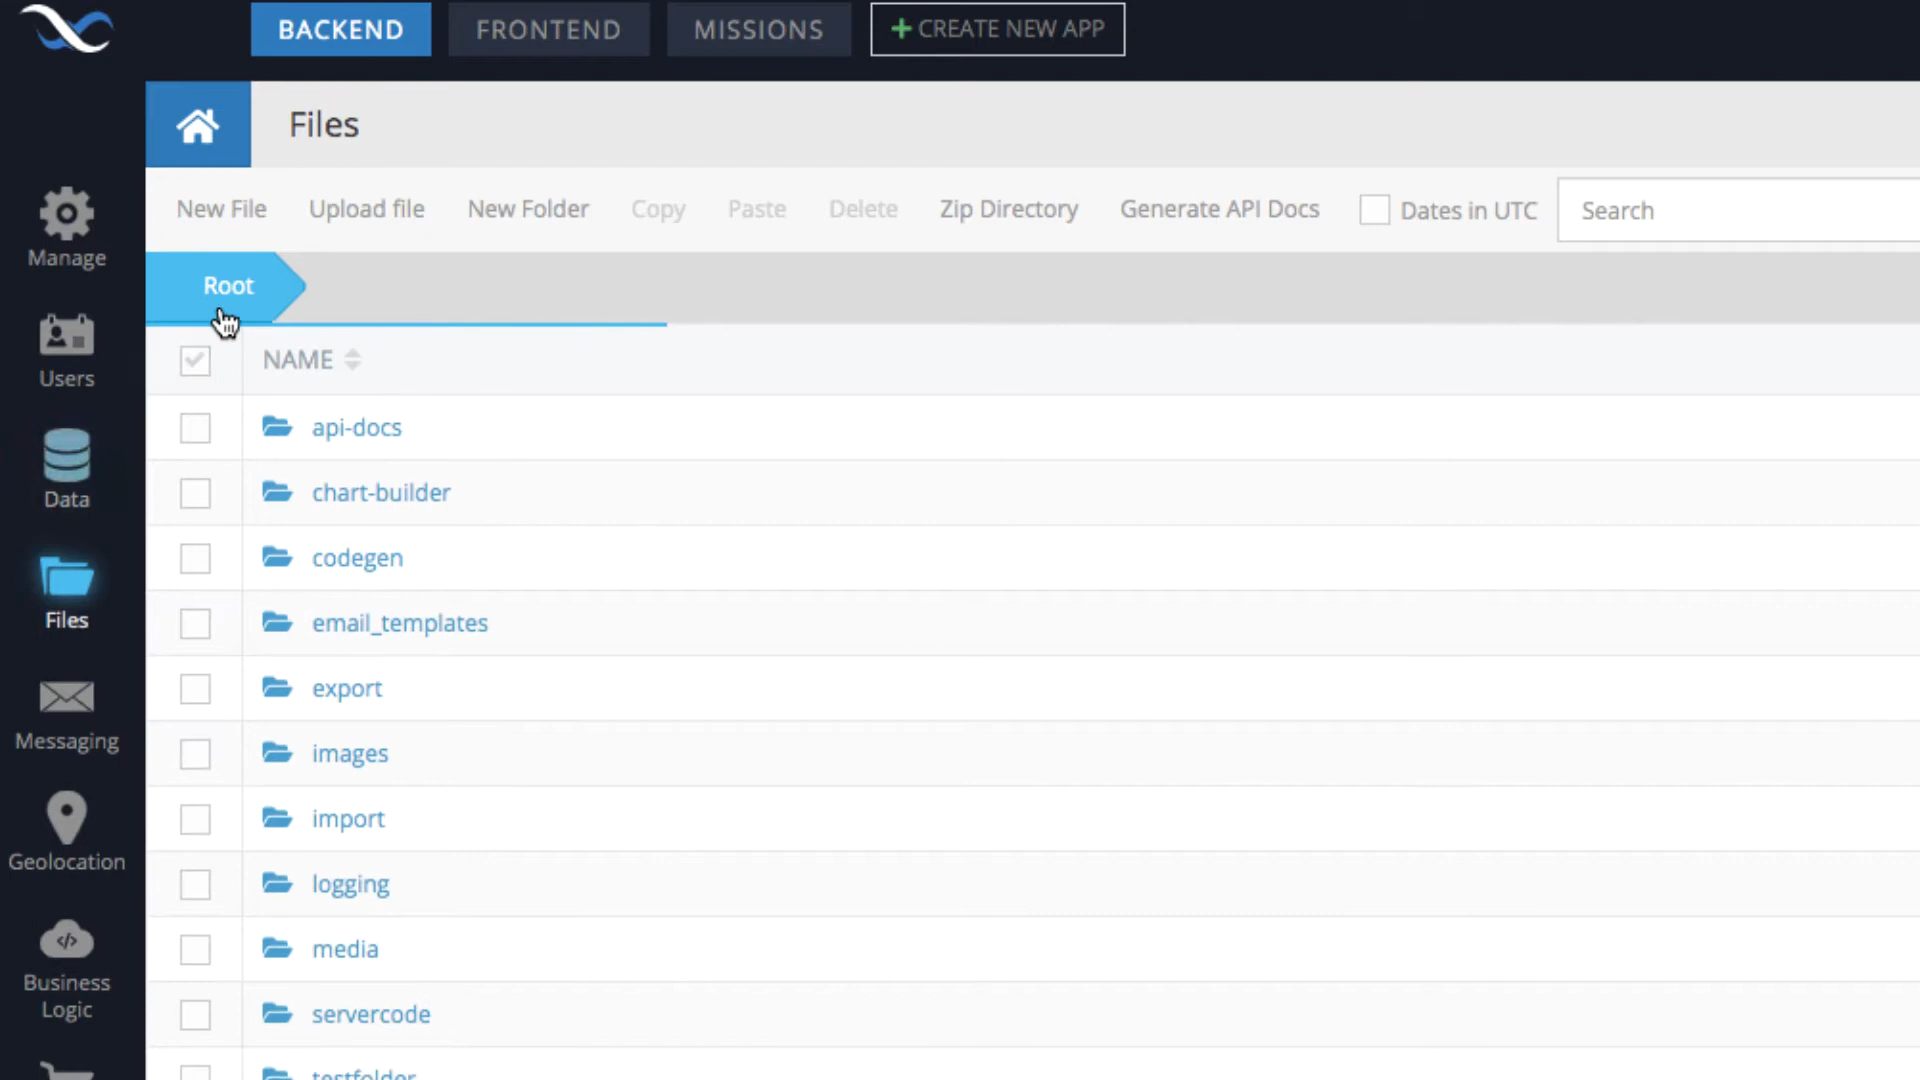 BACKEND FRONTEND MISSIONS + CREATE NEW APP
Files
New File Upload file New Folder Copy Paste Delete Zip Directory Generate API Docs Dates in UTC Search
Root
NAME
api-docs
chart-builder
codegen
email_templates
export
images
import
logging
media
servercode
testfolder
Manage
Users
Data
Files
Messaging
Geolocation
Business
Logic